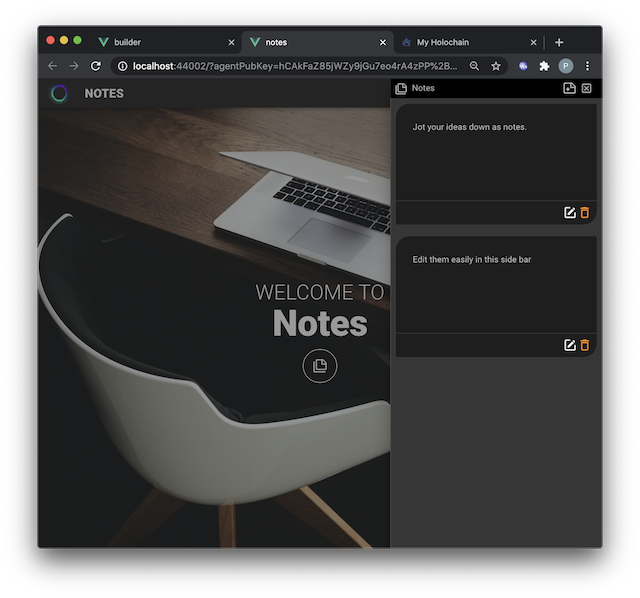 builder
notes
My Holochain
localhost:44002/?agentPubKey=hCAkFaZ85jWZy9jGu7eo4rA4zPP%2B...
P
NOTES
Notes
Jot your ideas down as notes.
Edit them easily in this side bar
WELCOME TO
Notes